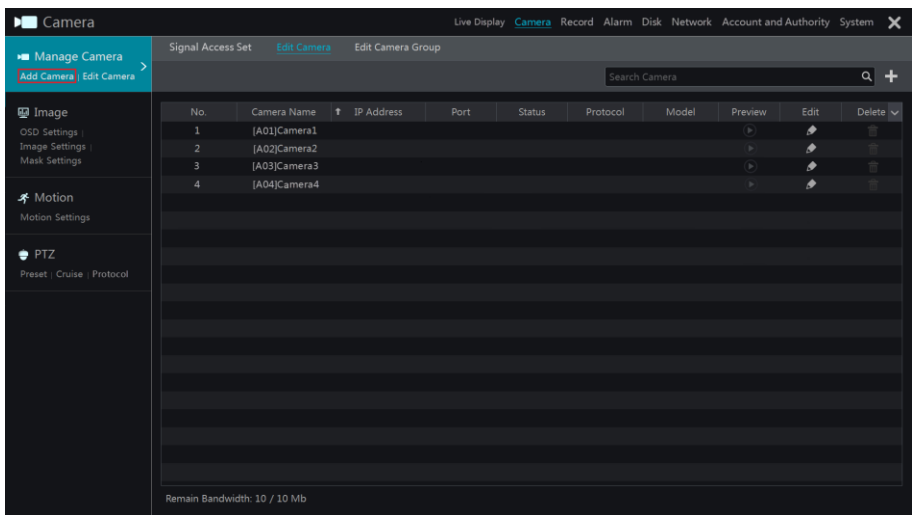 Camera
Live Display Camera Record Alarm Disk Network Account and Authority System
Manage Camera
Add Camera | Edit Camera
Signal Access Set Edit Camera Edit Camera Group
Search Camera
Image
OSD Settings |
Image Settings |
Mask Settings
Motion
Motion Settings
PTZ
Preset | Cruise | Protocol
No. Camera Name IP Address Port Status Protocol Model Preview Edit Delete
1 [A01]Camera1
2 [A02]Camera2
3 [A03]Camera3
4 [A04]Camera4
Remain Bandwidth: 10 / 10 Mb